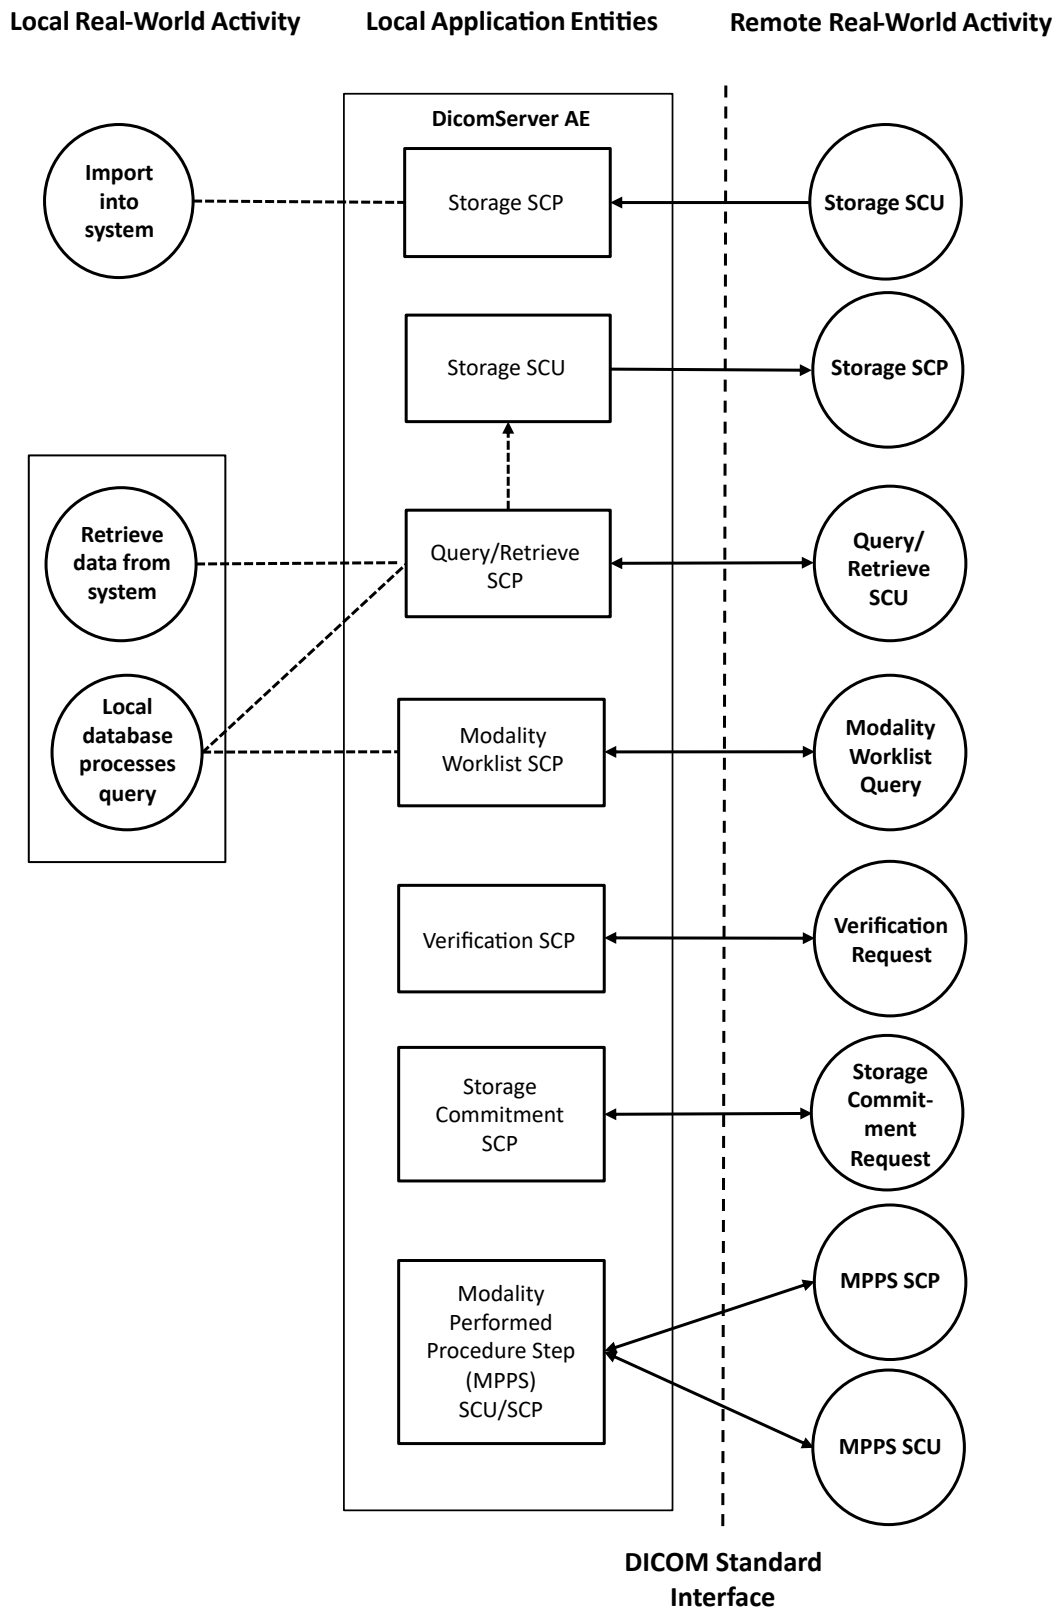 Local Real-World Activity
Local Application Entities
Remote Real-World Activity
DicomServer AE
Import
into
system
Storage SCP
Storage SCU
Storage SCU
Storage SCP
Retrieve
data from
system
Query/Retrieve
SCP
Query/
Retrieve
SCU
Local
database
processes
query
Modality
Worklist SCP
Modality
Worklist
Query
Verification SCP
Verification
Request
Storage
Commitment
SCP
Storage
Commit-
ment
Request
Modality
Performed
Procedure Step
(MPPS)
SCU/SCP
MPPS SCP
MPPS SCU
DICOM Standard
Interface